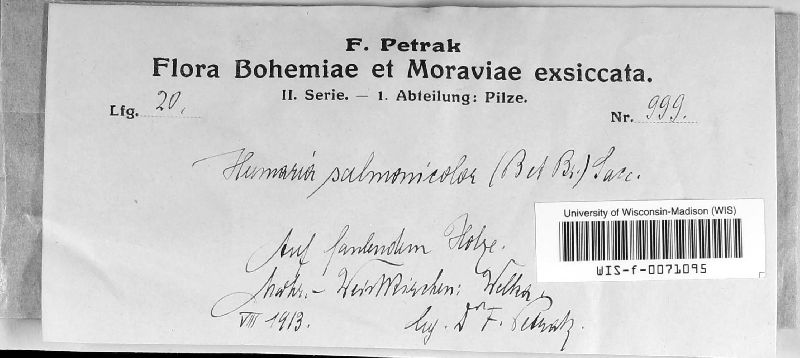 F. Petrak
Flora Bohemiae et Moraviae exsiccata.
II. Serie. — 1. Abteilung: Pilze.
Lfg. 20.
Nr. 999.
Humaria salmonicolor (B et Br.) Sacc.
University of Wisconsin-Madison (WIS)
WIS-f-0071095
Auf faulendem Holze.
Mähr.- Weisskirchen: Welka
VIII 1913.
leg. Dr F. Petrak.